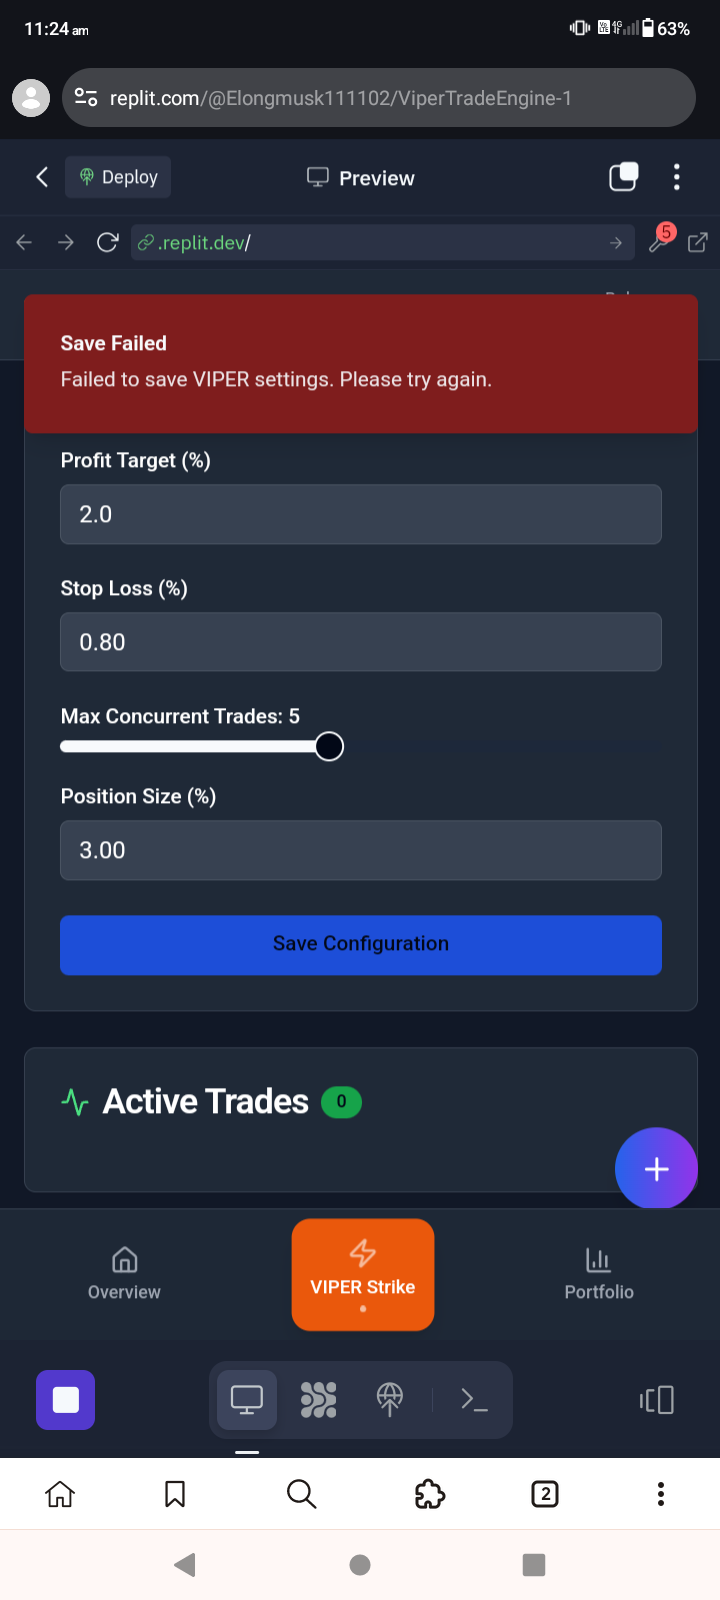 11:24 am
63%
replit.com/@Elongmusk111102/ViperTradeEngine-1
Deploy
Preview
.replit.dev/
5
Save Failed
Failed to save VIPER settings. Please try again.
Profit Target (%)
2.0
Stop Loss (%)
0.80
Max Concurrent Trades: 5
Position Size (%)
3.00
Save Configuration
Active Trades 0
Overview
VIPER Strike
Portfolio
2